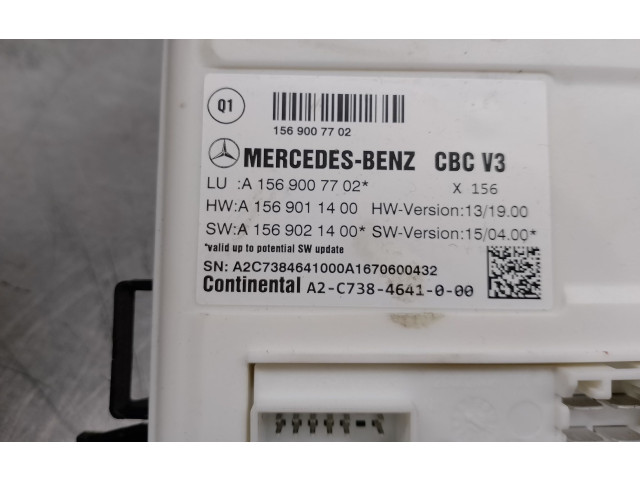 Q1
156 900 77 02
MERCEDES-BENZ CBC V3
LU :A 156 900 77 02* X 156
HW:A 156 901 14 00 HW-Version:13/19.00
SW:A 156 902 14 00* SW-Version:15/04.00*
*valid up to potential SW update
SN: A2C7384641000A1670600432
Continental A2-C738-4641-0-00